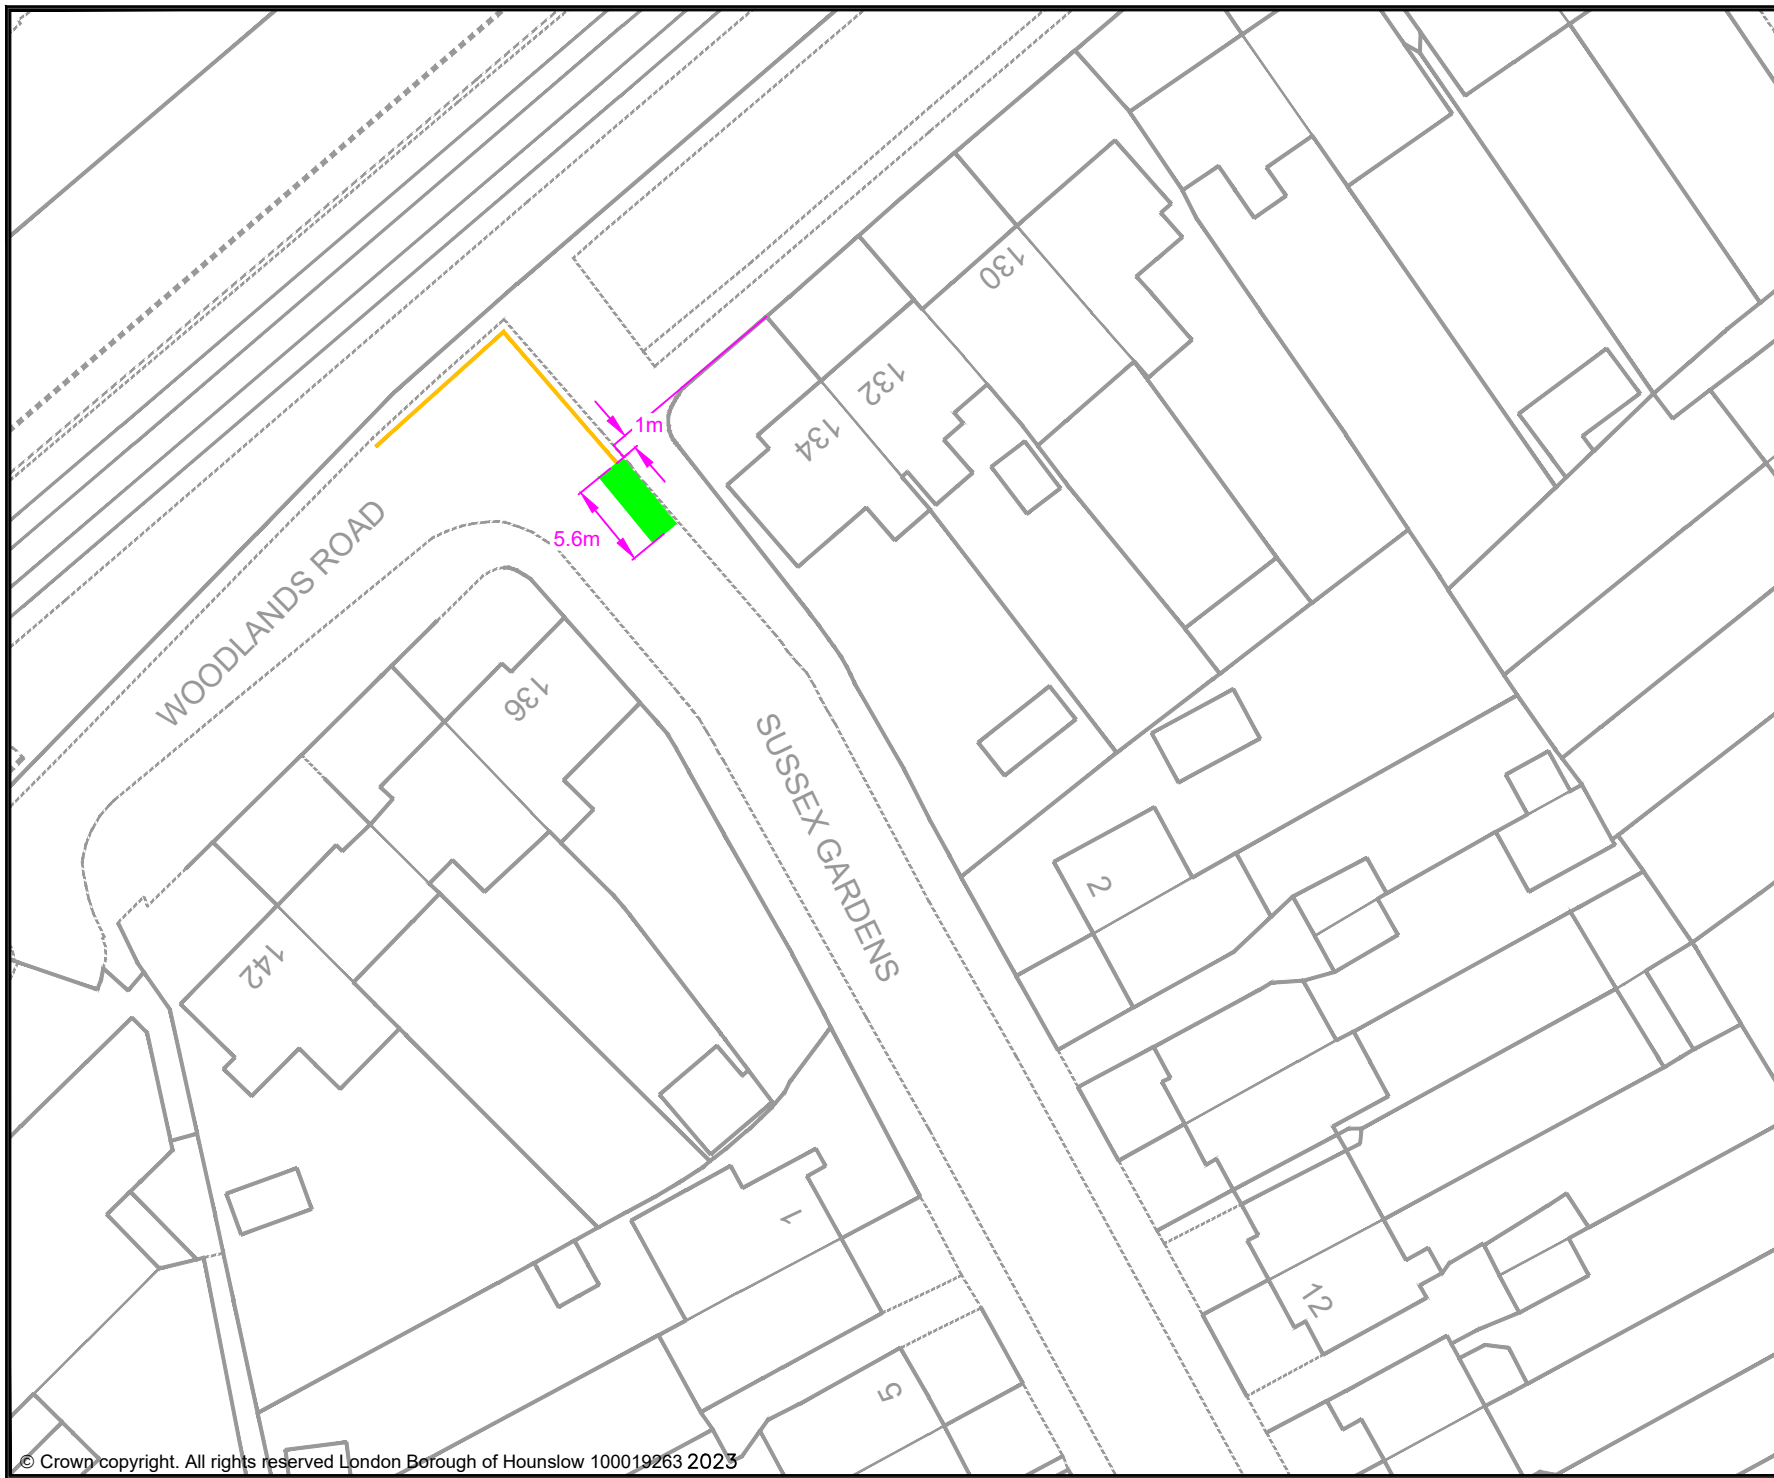 130
132
134
1m
5.6m
WOODLANDS ROAD
136
SUSSEX GARDENS
2
142
1
12
5
© Crown copyright. All rights reserved London Borough of Hounslow 100019263 2023